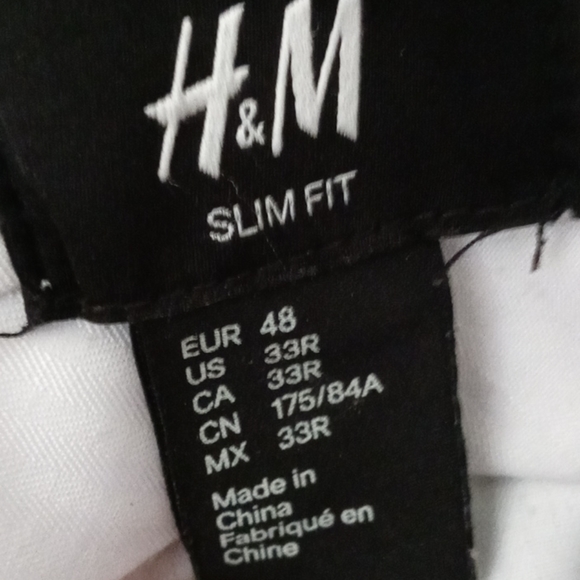 H&M
SLIM FIT
EUR 48
US 33R
CA 33R
CN 175/84A
MX 33R
Made in
China
Fabriqué en
Chine